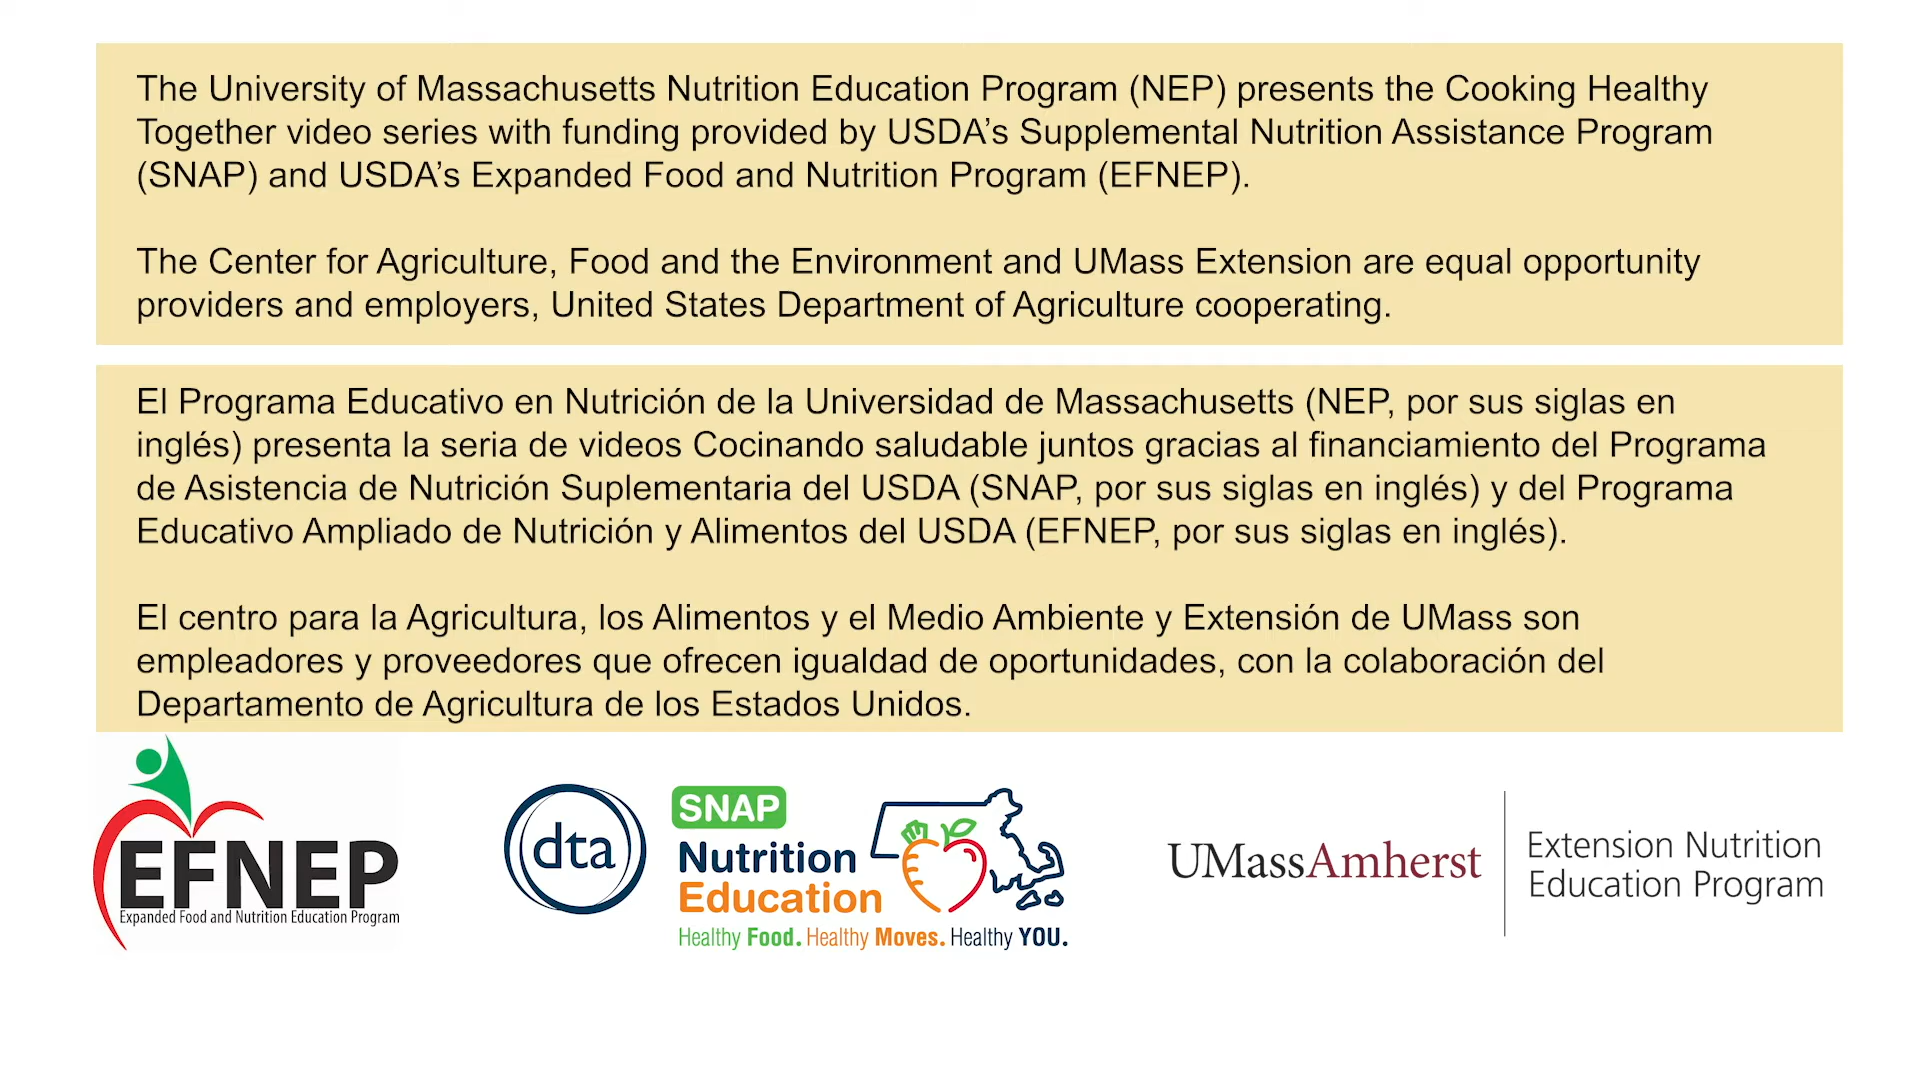 The University of Massachusetts Nutrition Education Program (NEP) presents the Cooking Healthy
Together video series with funding provided by USDA’s Supplemental Nutrition Assistance Program
(SNAP) and USDA’s Expanded Food and Nutrition Program (EFNEP).
The Center for Agriculture, Food and the Environment and UMass Extension are equal opportunity
providers and employers, United States Department of Agriculture cooperating.
El Programa Educativo en Nutrición de la Universidad de Massachusetts (NEP, por sus siglas en
inglés) presenta la seria de videos Cocinando saludable juntos gracias al financiamiento del Programa
de Asistencia de Nutrición Suplementaria del USDA (SNAP, por sus siglas en inglés) y del Programa
Educativo Ampliado de Nutrición y Alimentos del USDA (EFNEP, por sus siglas en inglés).
El centro para la Agricultura, los Alimentos y el Medio Ambiente y Extensión de UMass son
empleadores y proveedores que ofrecen igualdad de oportunidades, con la colaboración del
Departamento de Agricultura de los Estados Unidos.
EFNEP
Expanded Food and Nutrition Education Program
dta
SNAP
Nutrition
Education
Healthy Food. Healthy Moves. Healthy YOU.
UMassAmherst
Extension Nutrition
Education Program